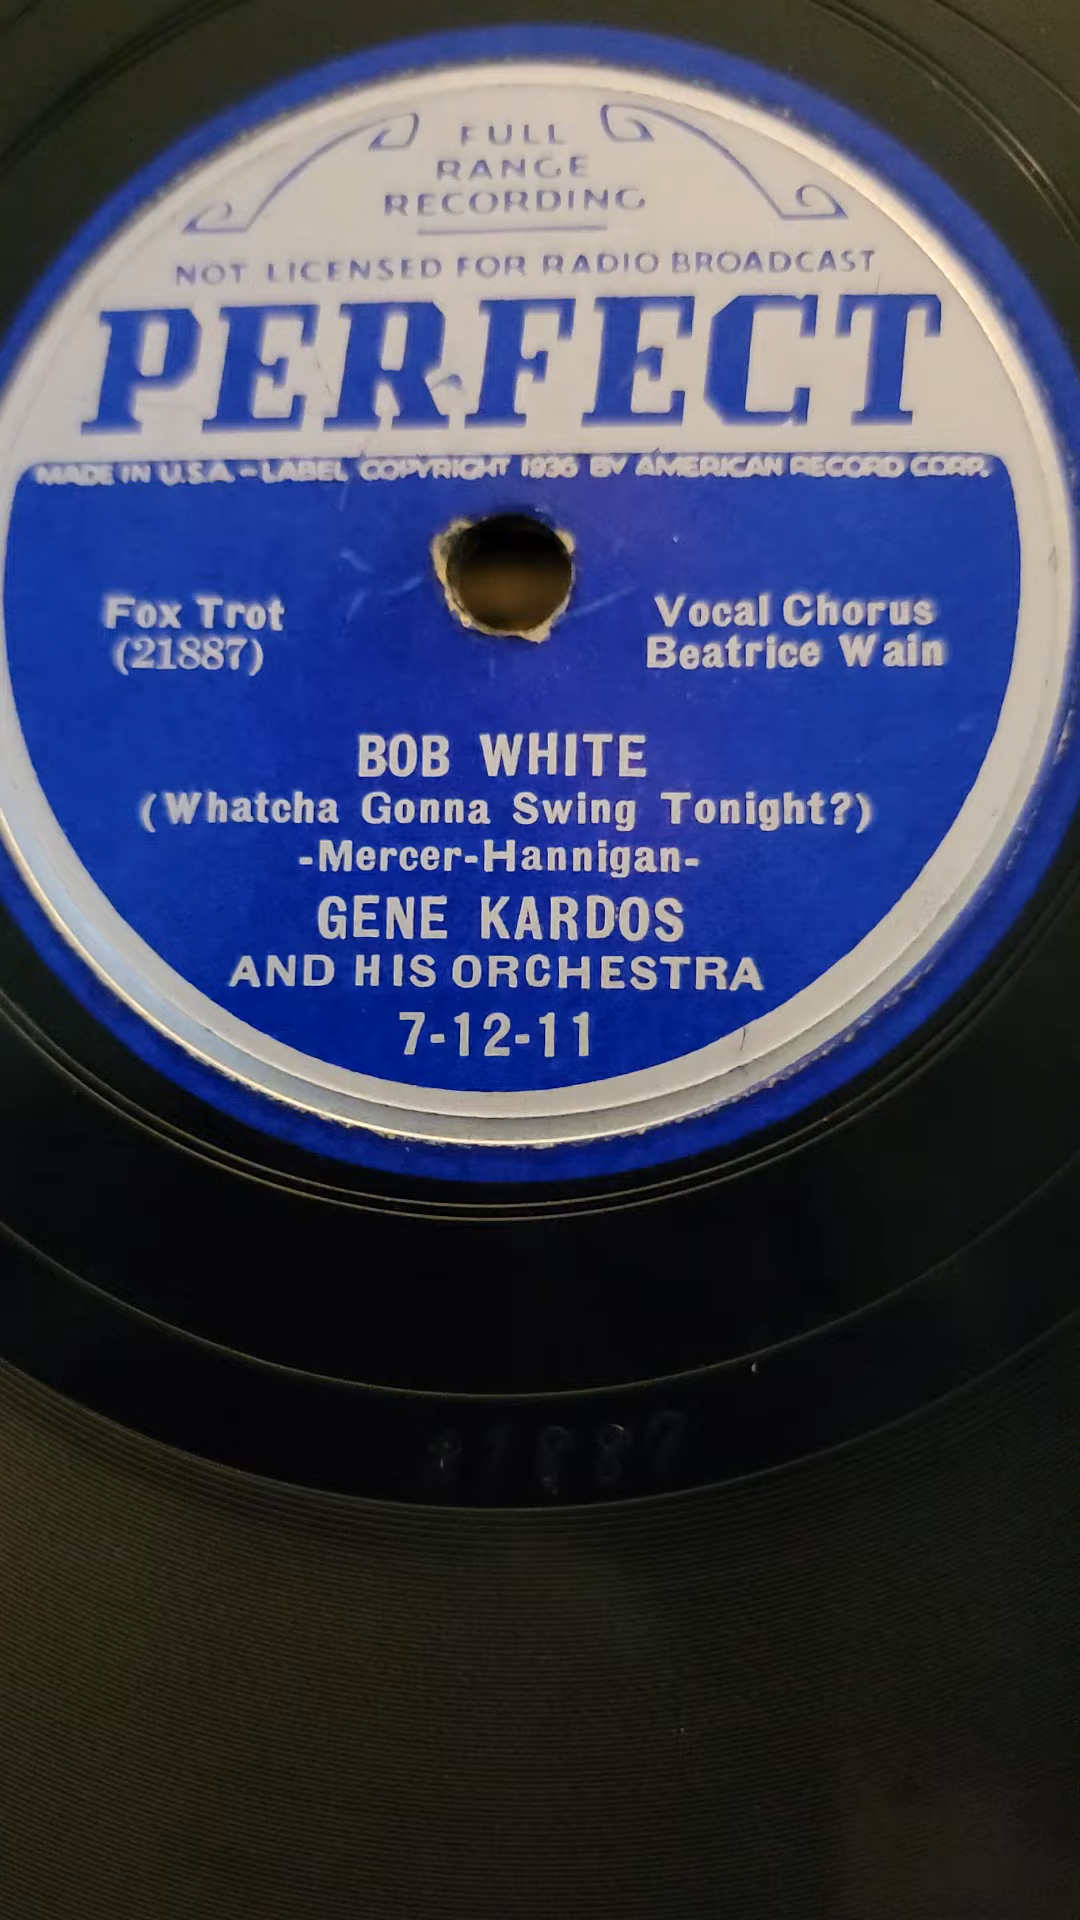 FULL
RANGE
RECORDING
NOT LICENSED FOR RADIO BROADCAST
PERFECT
MADE IN U.S.A. - LABEL COPYRIGHT 1936 BY AMERICAN RECORD CORP.
Fox Trot
(21887)
Vocal Chorus
Beatrice Wain
BOB WHITE
(Whatcha Gonna Swing Tonight?)
-Mercer-Hannigan-
GENE KARDOS
AND HIS ORCHESTRA
7-12-11
21887